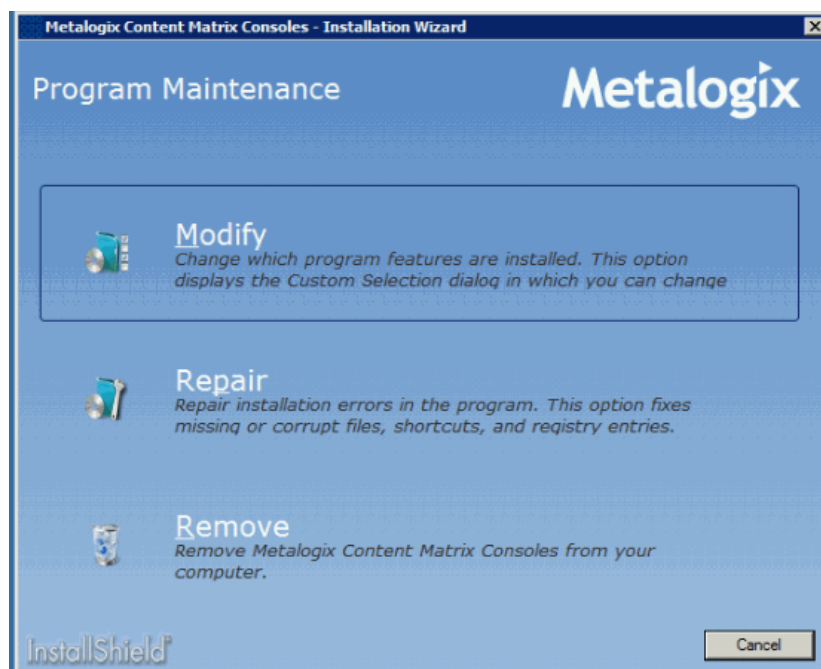 Metalogix Content Matrix Consoles - Installation Wizard
Program Maintenance
Metalogix
Modify
Change which program features are installed. This option
displays the Custom Selection dialog in which you can change
Repair
Repair installation errors in the program. This option fixes
missing or corrupt files, shortcuts, and registry entries.
Remove
Remove Metalogix Content Matrix Consoles from your
computer.
InstallShield®
Cancel